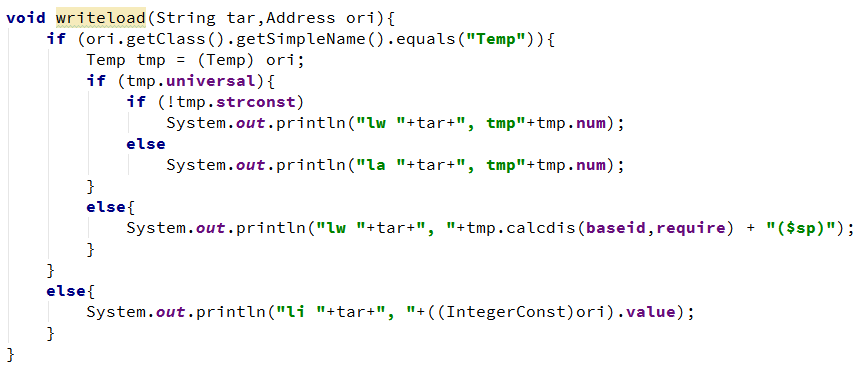 void writeload(String tar,Address ori){
    if (ori.getClass().getSimpleName().equals("Temp")){
        Temp tmp = (Temp) ori;
        if (tmp.universal){
            if (!tmp.strconst)
                System.out.println("lw "+tar+", tmp"+tmp.num);
            else
                System.out.println("la "+tar+", tmp"+tmp.num);
        }
        else{
            System.out.println("lw "+tar+", "+tmp.calcdis(baseid,require) + "($sp)");
        }
    }
    else{
        System.out.println("li "+tar+", "+((IntegerConst)ori).value);
    }
}